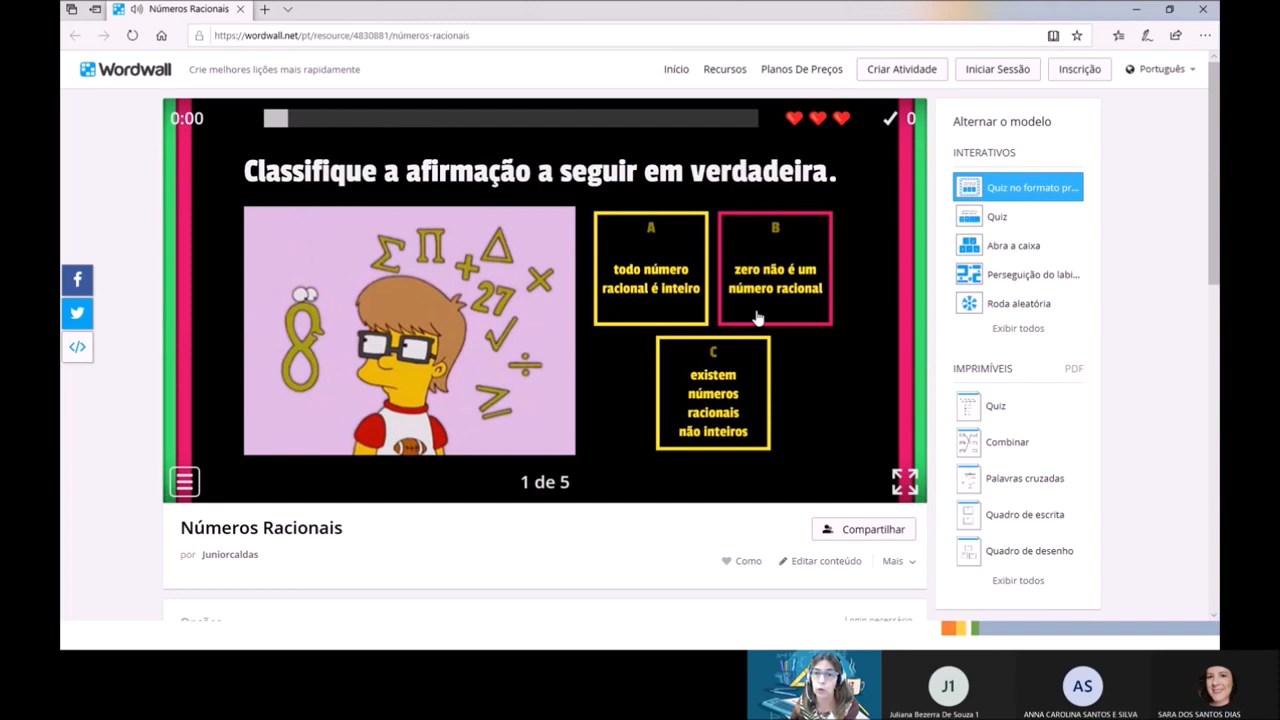 Números Racionais
https://wordwall.net/pt/resource/4830881/números-racionais
Wordwall
Crie melhores lições mais rapidamente
Início
Recursos
Planos De Preços
Criar Atividade
Iniciar Sessão
Inscrição
Português
0:00
0
Classifique a afirmação a seguir em verdadeira.
Σ Π Δ
+ ×
27
8
√
÷
≥
A
todo número
racional é inteiro
B
zero não é um
número racional
C
existem
números
racionais
não inteiros
1 de 5
Números Racionais
por Juniorcaldas
Compartilhar
Como
Editar conteúdo
Mais
Opções
Login necessário
Alternar o modelo
INTERATIVOS
Quiz no formato pr...
Quiz
Abra a caixa
Perseguição do labi...
Roda aleatória
Exibir todos
IMPRIMÍVEIS
PDF
Quiz
Combinar
Palavras cruzadas
Quadro de escrita
Quadro de desenho
Exibir todos
J1
Juliana Bezerra De Souza 1
AS
ANNA CAROLINA SANTOS E SILVA
SARA DOS SANTOS DIAS